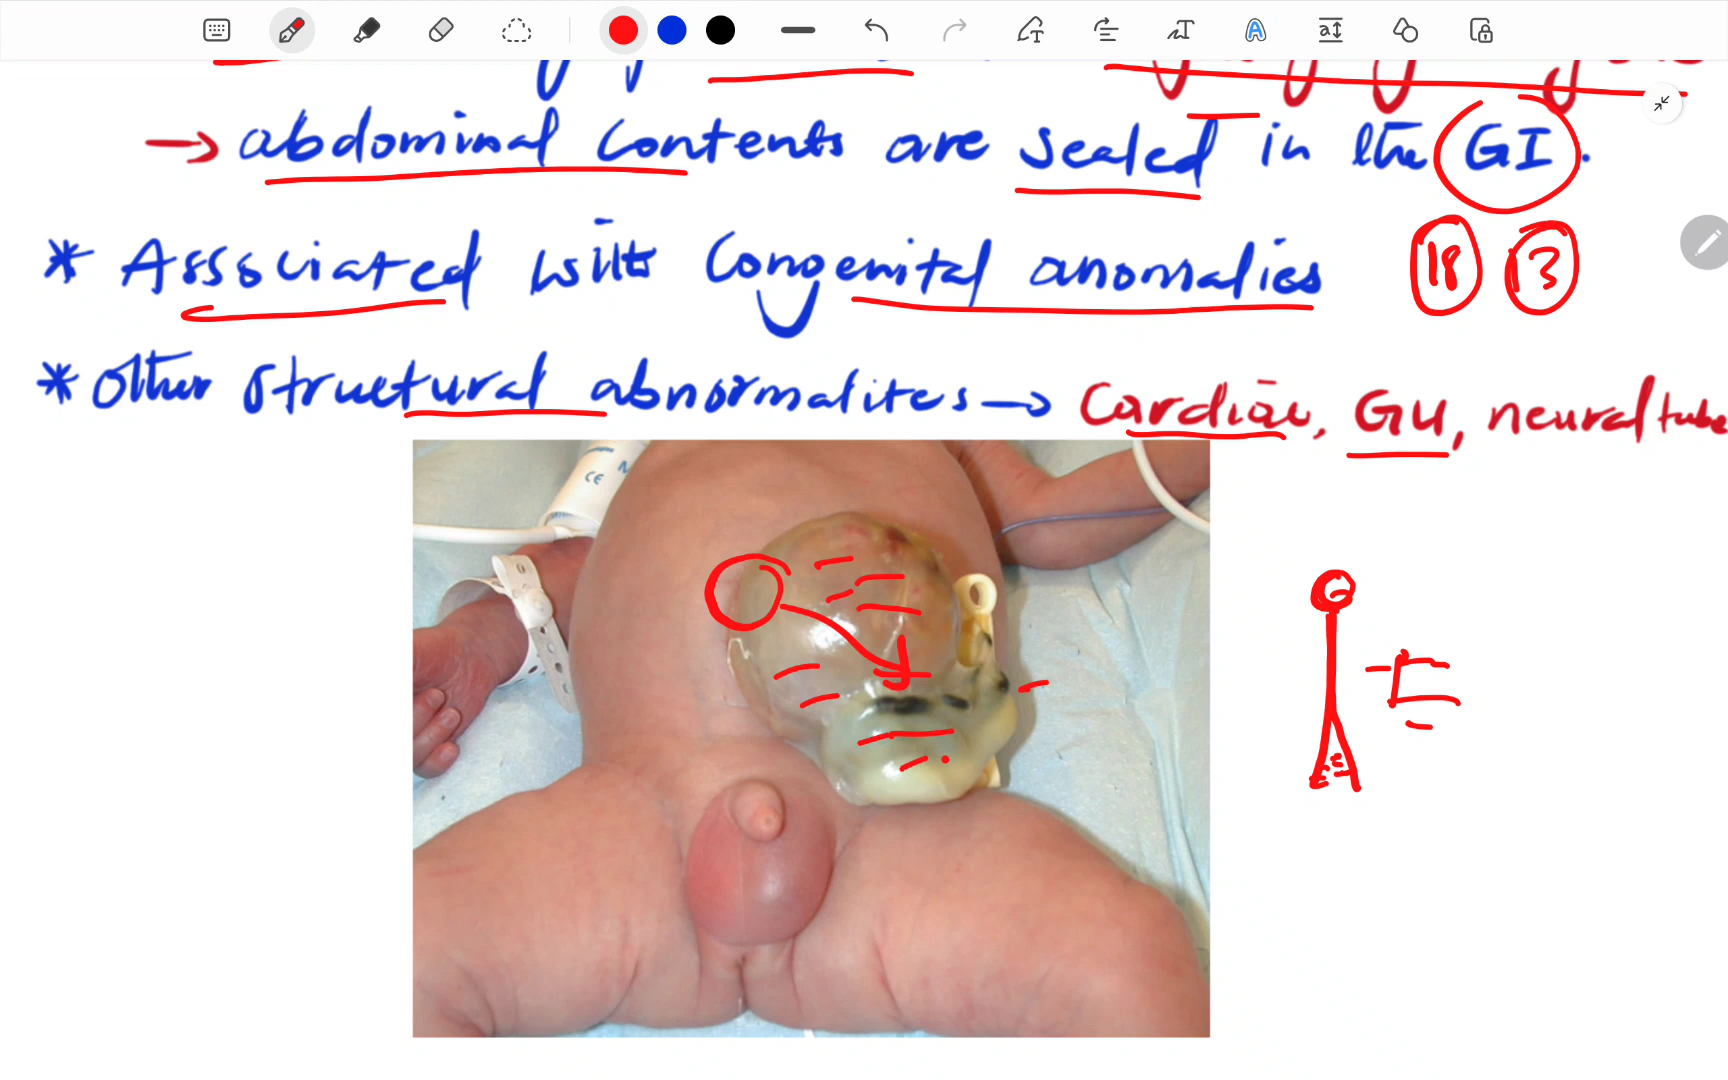 → abdominal contents are sealed in the GI.
* Associated with Congenital anomalies 18 13
* Other structural abnormalites → Cardiac, GU, neural tube
CE